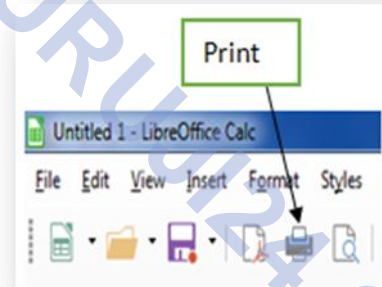 Print
Untitled 1 - LibreOffice Calc
File Edit View Insert Format Styles